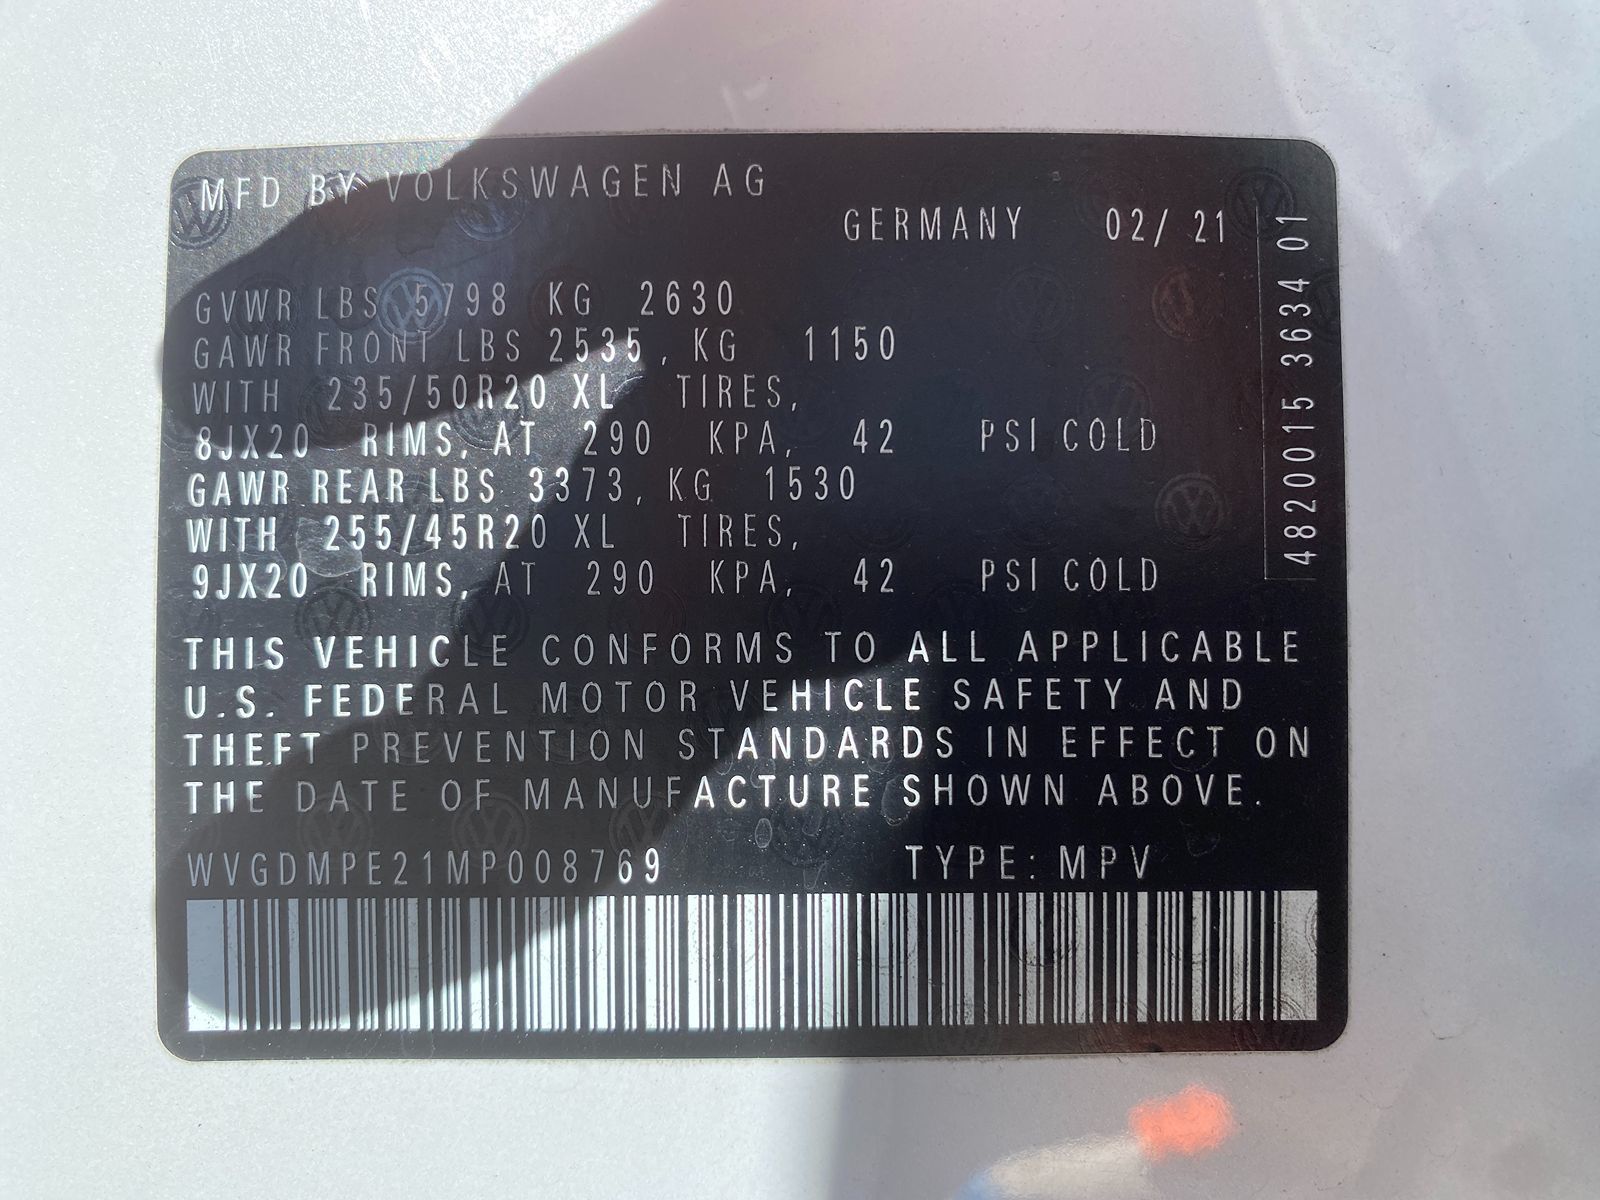 MFD BY VOLKSWAGEN AG
GERMANY 02/ 21
GVWR LBS 5798 KG 2630
GAWR FRONT LBS 2535, KG 1150
WITH 235/50R20 XL TIRES,
8JX20 RIMS, AT 290 KPA, 42 PSI COLD
GAWR REAR LBS 3373, KG 1530
WITH 255/45R20 XL TIRES,
9JX20 RIMS, AT 290 KPA, 42 PSI COLD
THIS VEHICLE CONFORMS TO ALL APPLICABLE
U.S. FEDERAL MOTOR VEHICLE SAFETY AND
THEFT PREVENTION STANDARDS IN EFFECT ON
THE DATE OF MANUFACTURE SHOWN ABOVE.
WVGDMPE21MP008769 TYPE: MPV
4820015 3634 01